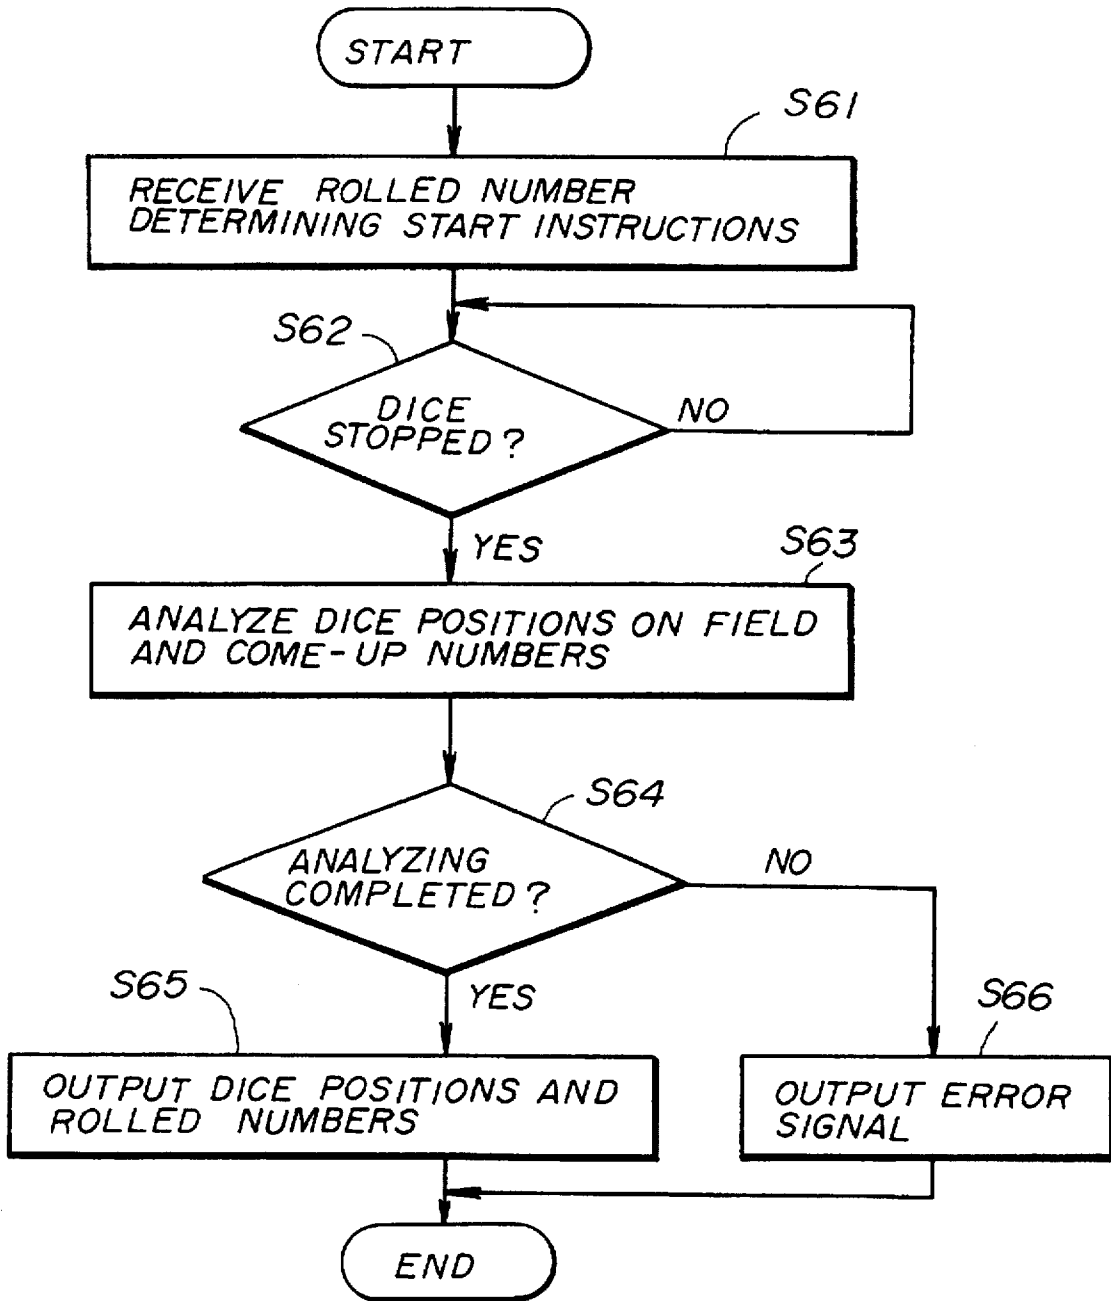 START
S61
RECEIVE ROLLED NUMBER
DETERMINING START INSTRUCTIONS
S62
DICE
STOPPED?
NO
YES
S63
ANALYZE DICE POSITIONS ON FIELD
AND COME-UP NUMBERS
S64
ANALYZING
COMPLETED?
NO
YES
S65
S66
OUTPUT DICE POSITIONS AND
ROLLED NUMBERS
OUTPUT ERROR
SIGNAL
END